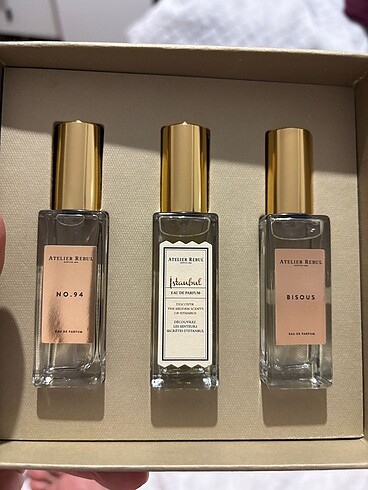 ATELIER REBUL
NO.94
EAU DE PARFUM
ATELIER REBUL
Istanbul
EAU DE PARFUM
DISCOVER
THE HIDDEN SCENTS
OF ISTANBUL
DÉCOUVREZ
LES SENTEURS
SECRÈTES D'ISTANBUL
ATELIER REBUL
BISOUS
EAU DE PARFUM